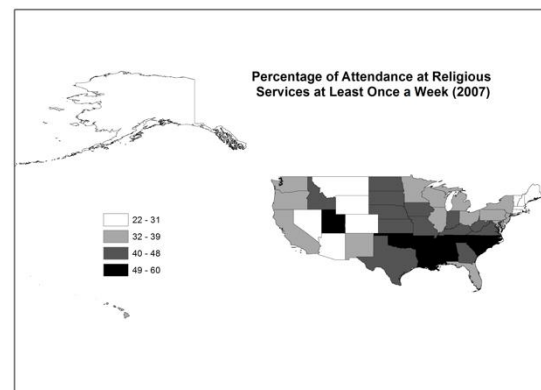 Percentage of Attendance at Religious
Services at Least Once a Week (2007)
22 - 31
32 - 39
40 - 48
49 - 60